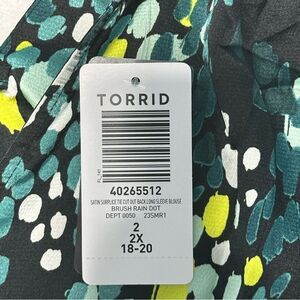 TORRID
40265512
SATIN SURPLICE TIE CUT OUT BACK LONG SLEEVE BLOUSE
BRUSH RAIN DOT
DEPT 0050 23SMR1
2
2X
18-20